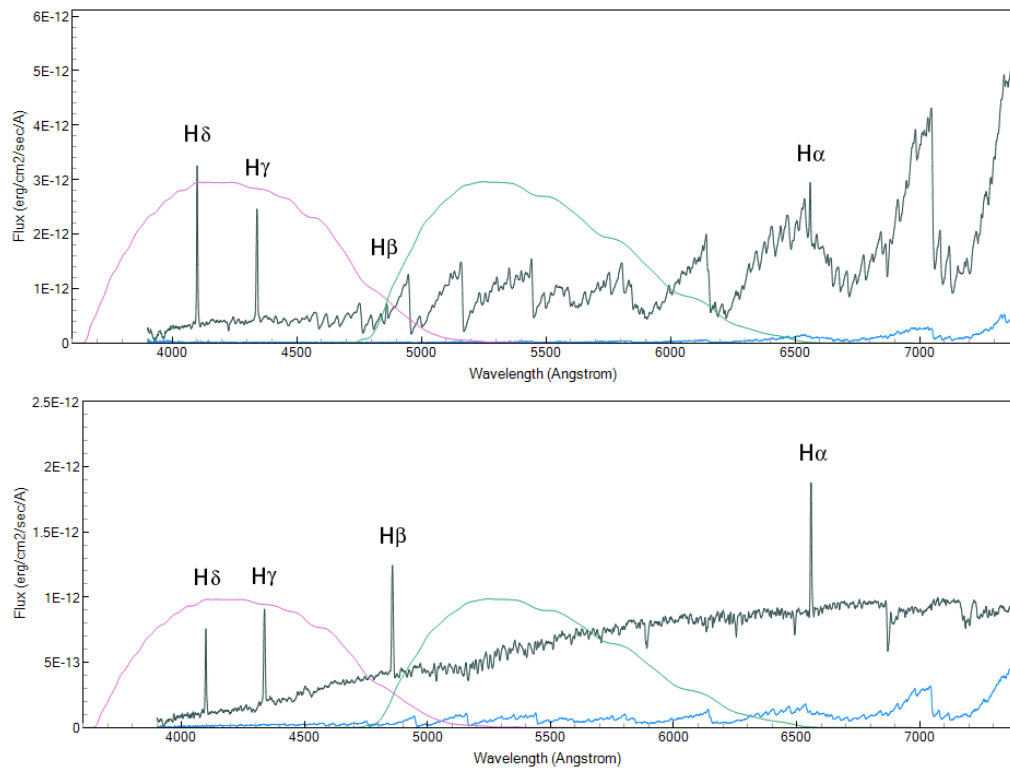 6E-12
5E-12
4E-12
3E-12
2E-12
1E-12
0
Flux (erg/cm2/sec/A)
Hδ
Hγ
Hβ
Hα
4000 4500 5000 5500 6000 6500 7000
Wavelength (Angstrom)
2.5E-12
2E-12
1.5E-12
1E-12
5E-13
0
Flux (erg/cm2/sec/A)
Hδ
Hγ
Hβ
Hα
4000 4500 5000 5500 6000 6500 7000
Wavelength (Angstrom)